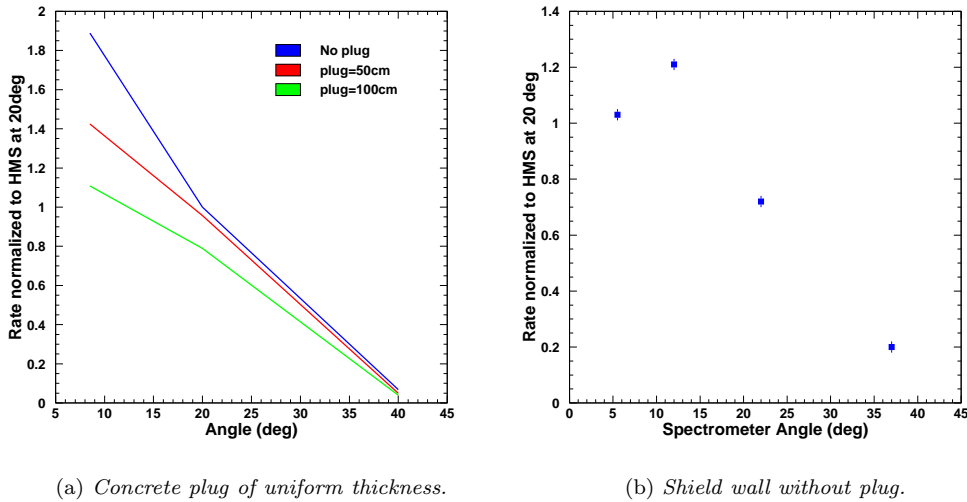 Rate normalized to HMS at 20deg
2
1.8
1.6
1.4
1.2
1
0.8
0.6
0.4
0.2
0
No plug
plug=50cm
plug=100cm
5 10 15 20 25 30 35 40 45
Angle (deg)
Rate normalized to HMS at 20 deg
1.4
1.2
1
0.8
0.6
0.4
0.2
0
0 5 10 15 20 25 30 35 40 45
Spectrometer Angle (deg)
(a) Concrete plug of uniform thickness.
(b) Shield wall without plug.